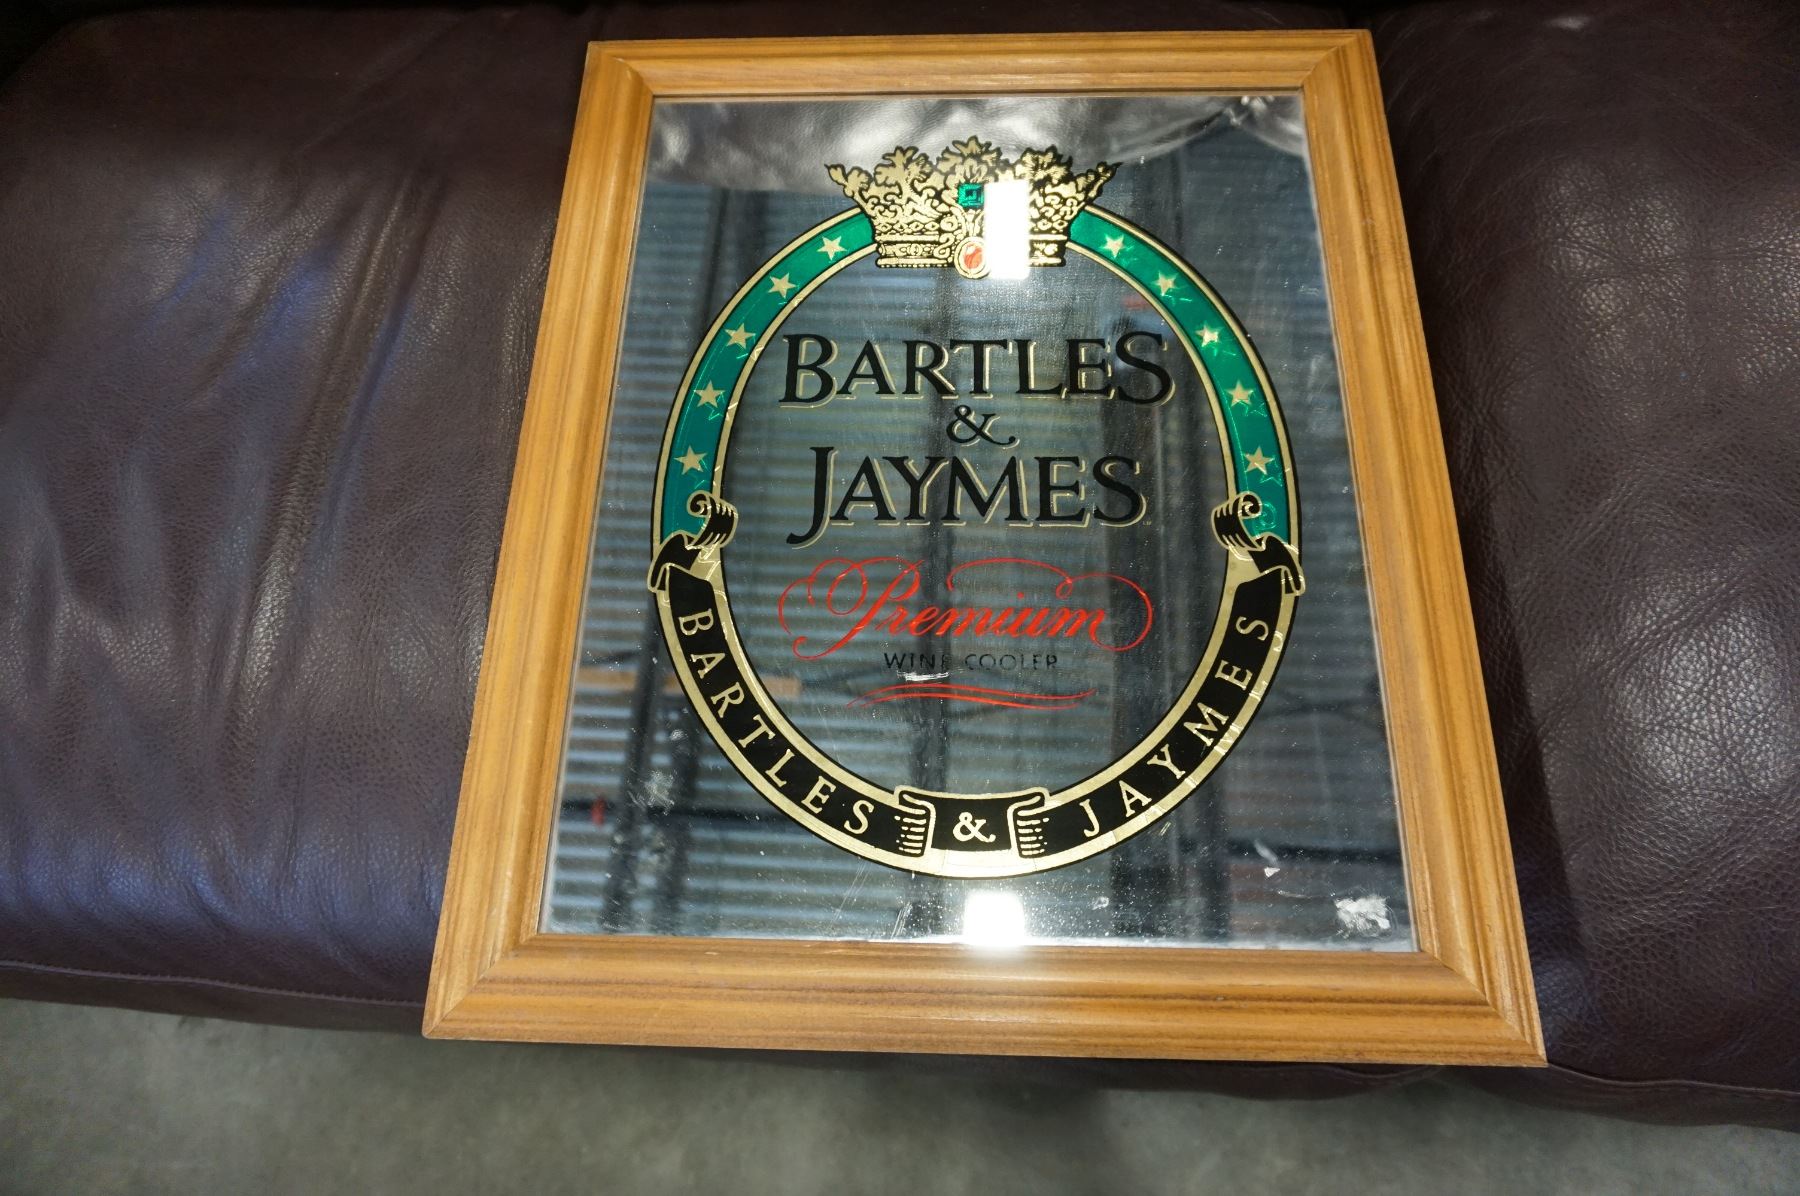 BARTLES
&
JAYMES
Premium
WINE COOLER
BARTLES & JAYMES